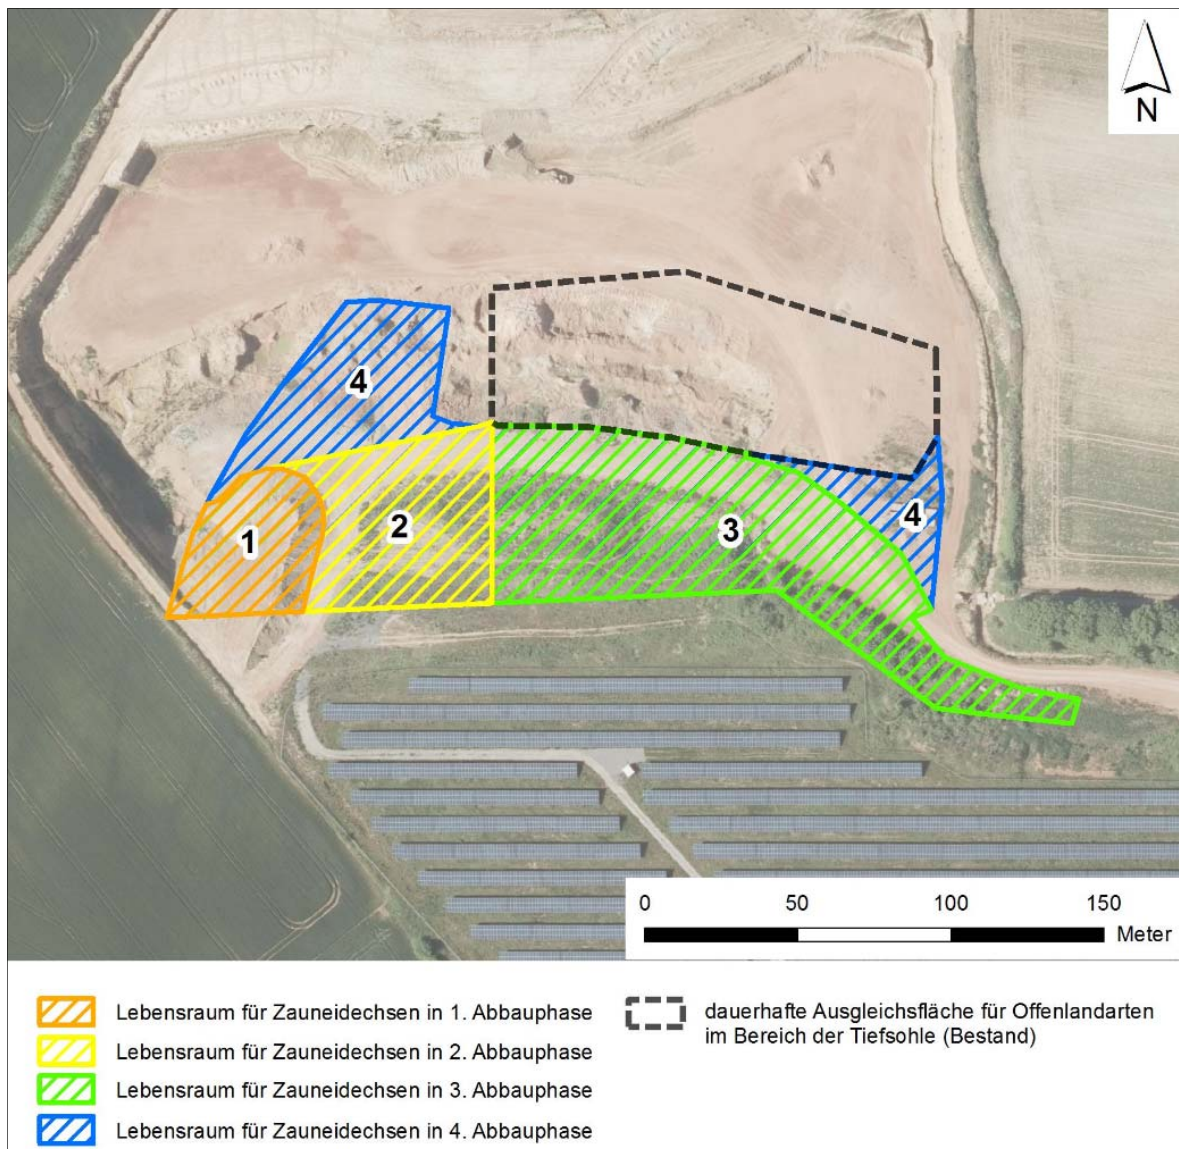 N
4
1
2
3
4
0 50 100 150
Meter
Lebensraum für Zauneidechsen in 1. Abbauphase
Lebensraum für Zauneidechsen in 2. Abbauphase
Lebensraum für Zauneidechsen in 3. Abbauphase
Lebensraum für Zauneidechsen in 4. Abbauphase
dauerhafte Ausgleichsfläche für Offenlandarten
im Bereich der Tiefsohle (Bestand)